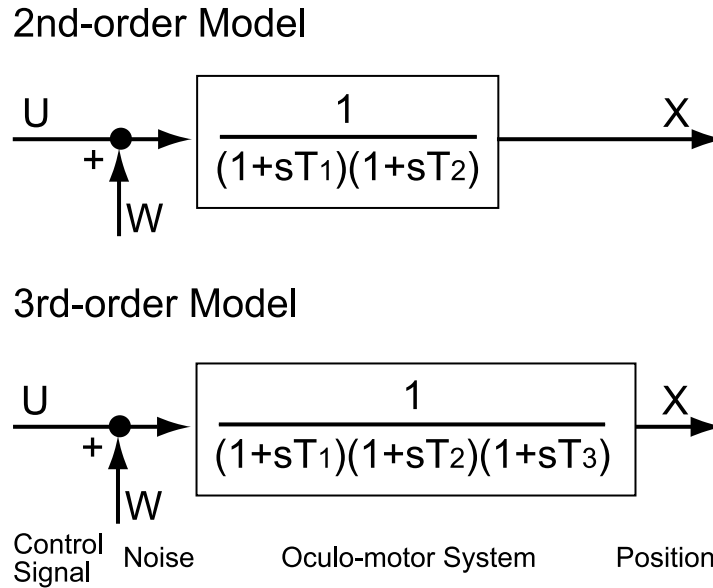 2nd-order Model
U
1
X
(1+sT1)(1+sT2)
+
W
3rd-order Model
U
1
X
(1+sT1)(1+sT2)(1+sT3)
+
W
Control Signal
Noise
Oculo-motor System
Position